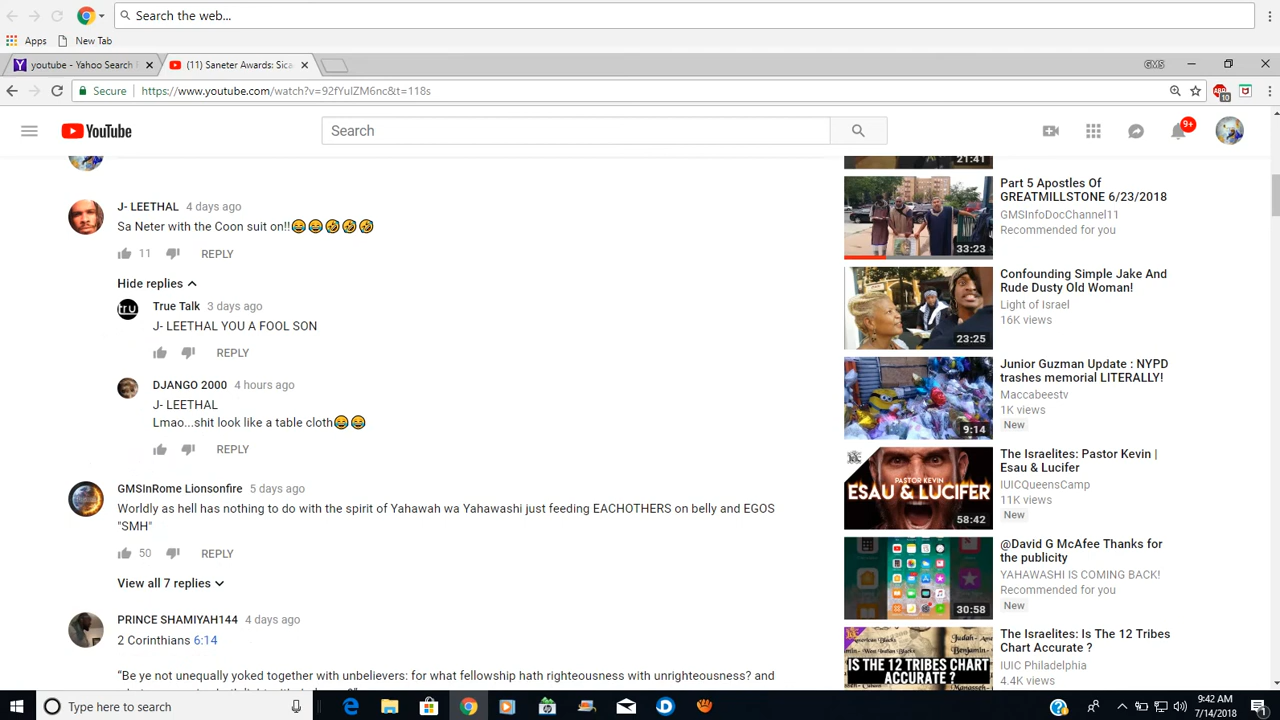 Search the web...
Apps New Tab
youtube - Yahoo Search (11) Saneter Awards: Sica GMS
Secure https://www.youtube.com/watch?v=92fYulZM6nc&t=118s
10
YouTube
Search
9+
J- LEETHAL 4 days ago
Sa Neter with the Coon suit on!!😂😂🤣🤣🤣
11 REPLY
Hide replies
True Talk 3 days ago
J- LEETHAL YOU A FOOL SON
REPLY
DJANGO 2000 4 hours ago
J- LEETHAL
Lmao...shit look like a table cloth😂😂
REPLY
GMSInRome Lionsonfire 5 days ago
Worldly as hell has nothing to do with the spirit of Yahawah wa Yahawashi just feeding EACHOTHERS on belly and EGOS
"SMH"
50 REPLY
View all 7 replies
PRINCE SHAMIYAH144 4 days ago
2 Corinthians 6:14
“Be ye not unequally yoked together with unbelievers: for what fellowship hath righteousness with unrighteousness? and
21:41
Part 5 Apostles Of
GREATMILLSTONE 6/23/2018
GMSInfoDocChannel11
Recommended for you
33:23
Confounding Simple Jake And
Rude Dusty Old Woman!
Light of Israel
16K views
23:25
Junior Guzman Update : NYPD
trashes memorial LITERALLY!
Maccabeestv
1K views
New
9:14
The Israelites: Pastor Kevin |
Esau & Lucifer
IUICQueensCamp
11K views
New
PASTOR KEVIN
ESAU & LUCIFER
58:42
@David G McAfee Thanks for
the publicity
YAHAWASHI IS COMING BACK!
Recommended for you
New
30:58
The Israelites: Is The 12 Tribes
Chart Accurate ?
IUIC Philadelphia
4.4K views
IS THE 12 TRIBES CHART
ACCURATE ?
Type here to search
9:42 AM
7/14/2018
1